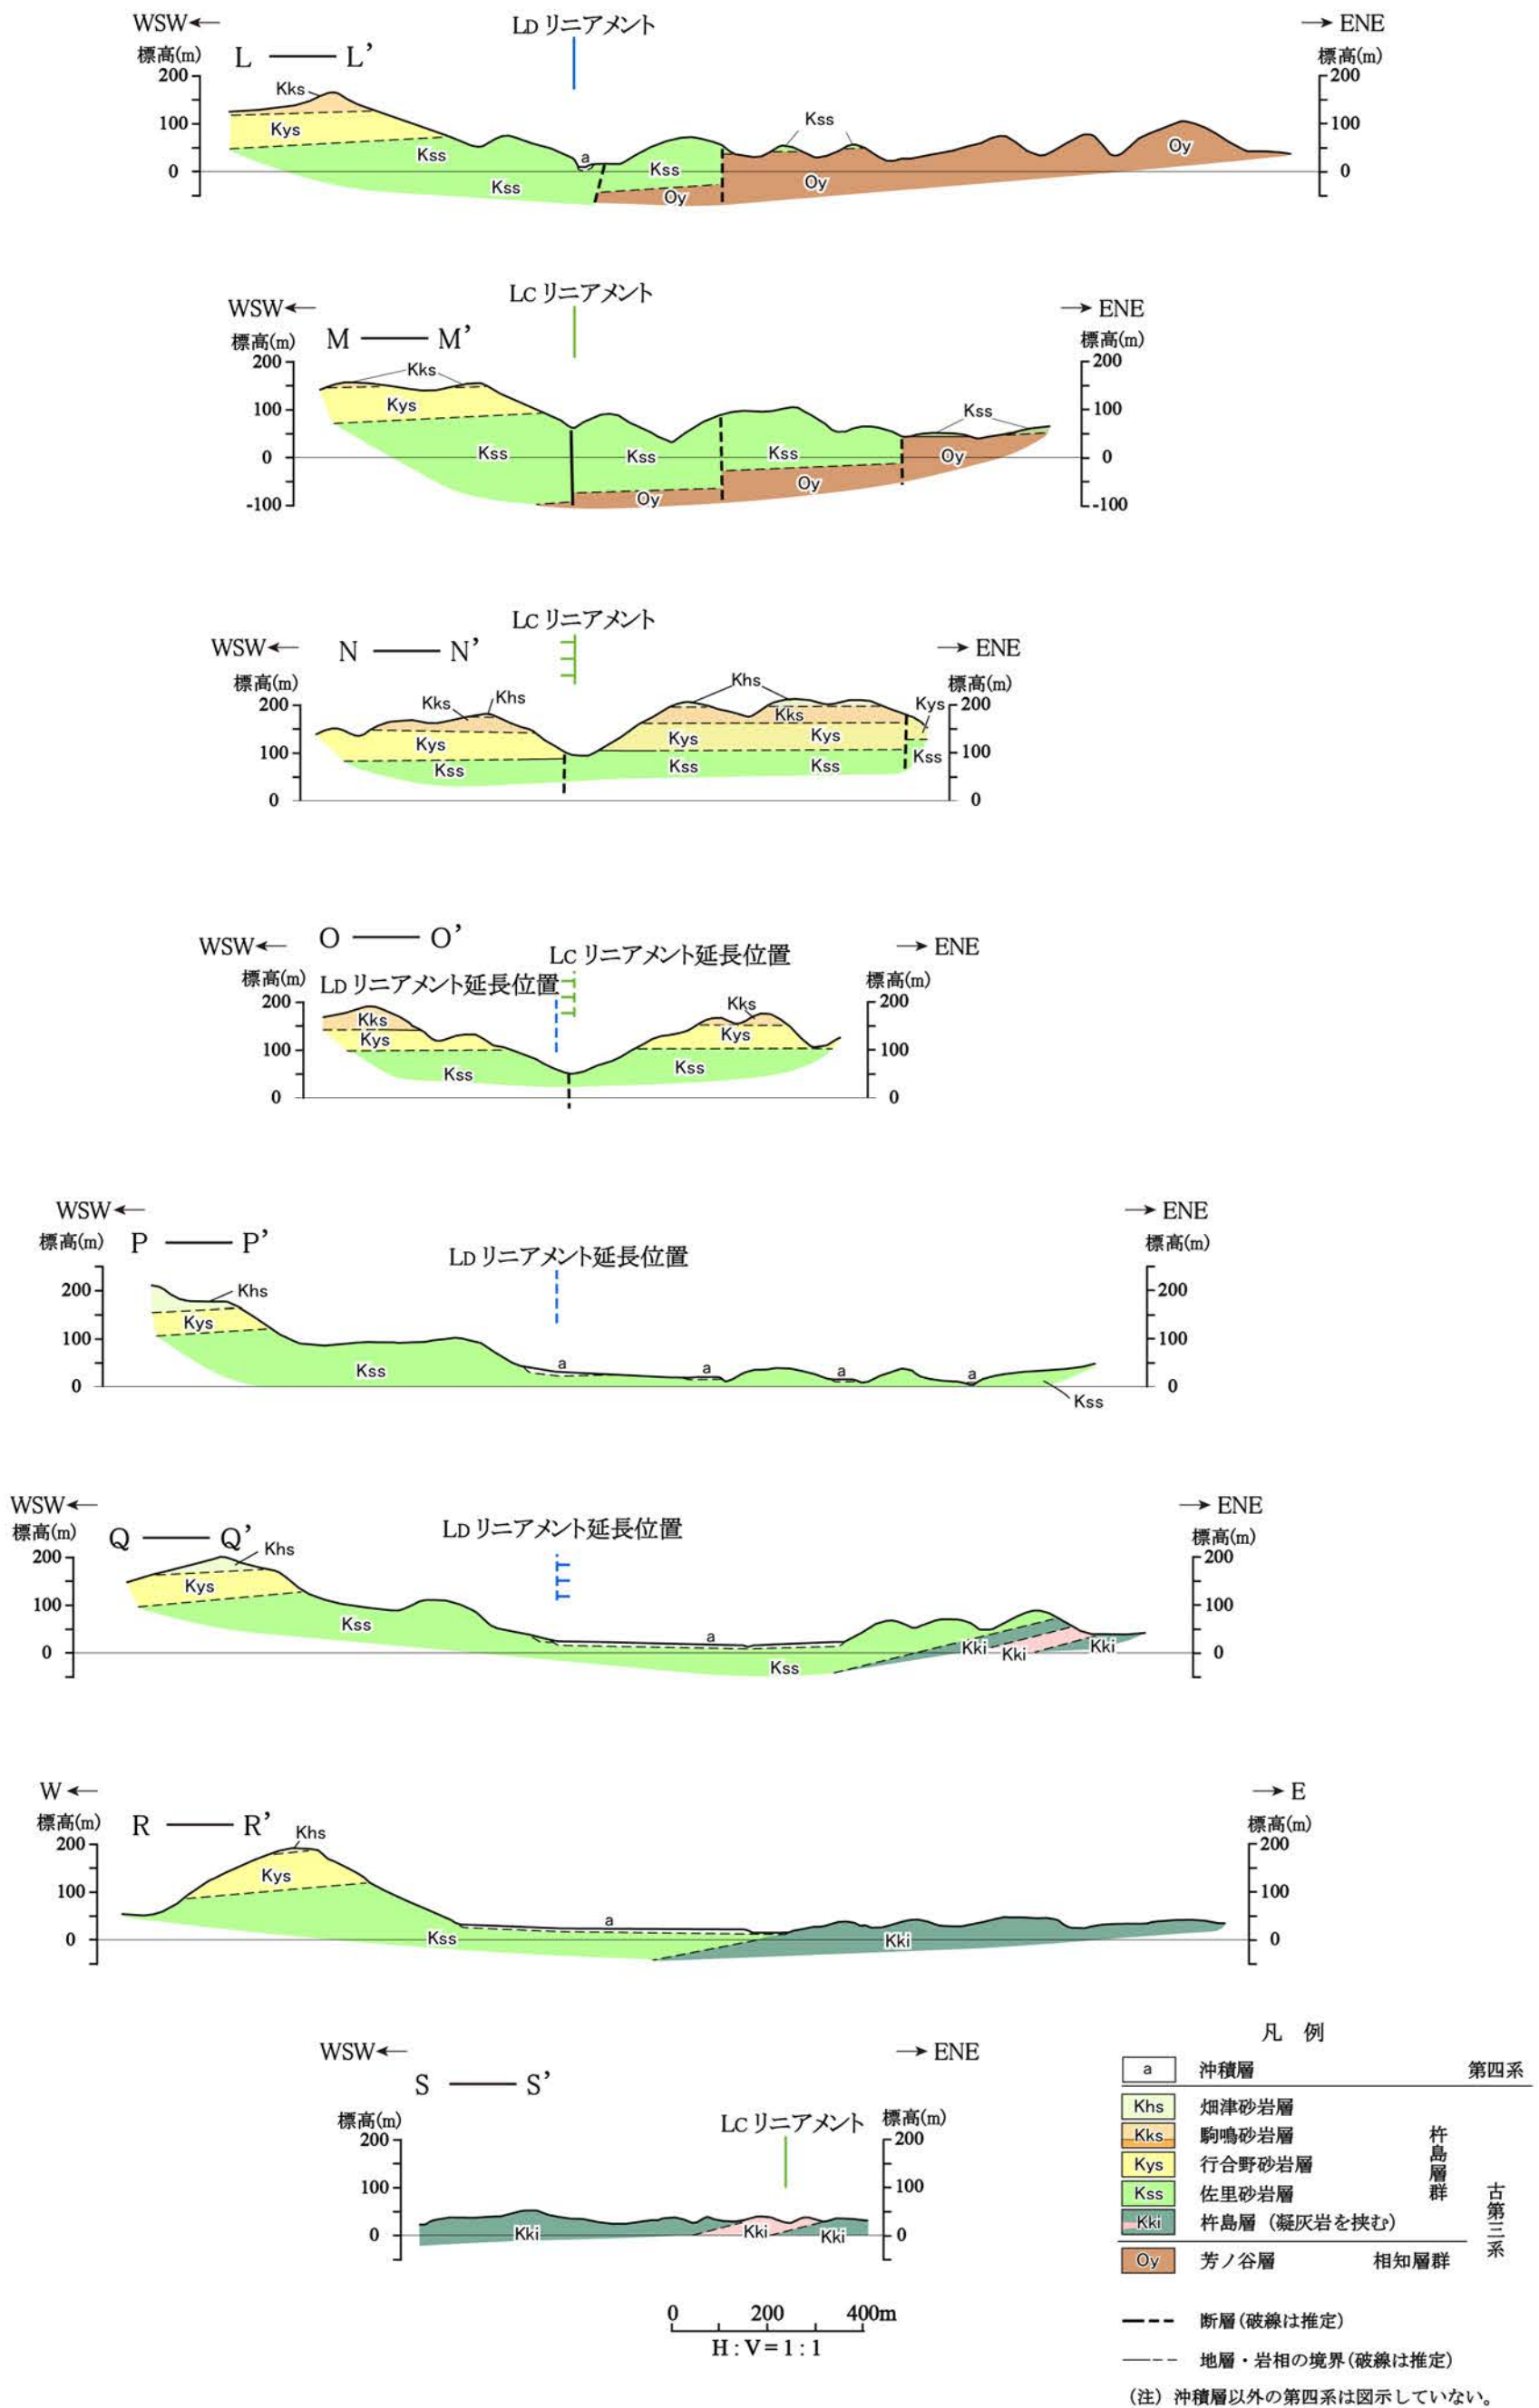 WSW← LD リニアメント → ENE
標高(m) L ― L’ 標高(m)
200 Kks 200
100 Kys Kss 100
Kss a Kss Oy
0 Kss Oy Oy 0
LC リニアメント
WSW← → ENE
標高(m) M ― M’ 標高(m)
200 Kks 200
100 Kys Kss 100
0 Kss Kss Kss Oy 0
Oy Oy
-100 -100
LC リニアメント
WSW← N ― N’ → ENE
標高(m) Khs 標高(m)
200 Kks Khs Kks Kys 200
100 Kys Kys Kys Kss 100
Kss Kss Kss
0 0
WSW← O ― O’ LC リニアメント延長位置 → ENE
標高(m) LD リニアメント延長位置 標高(m)
200 Kks Kks 200
100 Kys Kys 100
Kss Kss
0 0
WSW← → ENE
標高(m) P ― P’ LD リニアメント延長位置 標高(m)
200 Khs 200
100 Kys 100
Kss a a a a
0 0
Kss
WSW← → ENE
標高(m) Q ― Q’ LD リニアメント延長位置 標高(m)
200 Khs 200
Kys
100 Kss 100
a
0 Kss Kki Kki Kki 0
W← → E
標高(m) R ― R’ 標高(m)
200 Khs 200
Kys
100 100
a
0 Kss Kki 0
WSW← → ENE
S ― S’
標高(m) LC リニアメント 標高(m)
200 200
100 100
0 Kki Kki Kki 0
0 200 400m
H : V = 1 : 1
凡 例
a 沖積層 第四系
Khs 畑津砂岩層
Kks 駒鳴砂岩層
Kys 行合野砂岩層
Kss 佐里砂岩層
Kki 杵島層（凝灰岩を挟む）
杵島層群
古第三系
Oy 芳ノ谷層 相知層群
断層(破線は推定)
地層・岩相の境界(破線は推定)
（注）沖積層以外の第四系は図示していない。